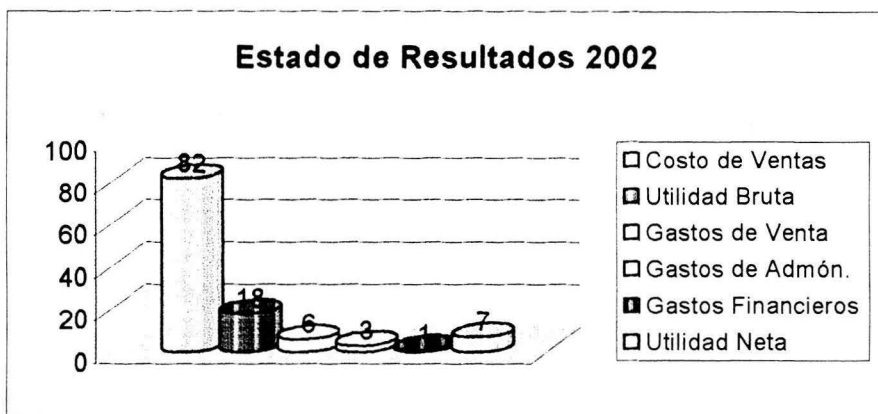 Estado de Resultados 2002
100
80
60
40
20
0
82
18
6
3
1
7
Costo de Ventas
Utilidad Bruta
Gastos de Venta
Gastos de Admón.
Gastos Financieros
Utilidad Neta